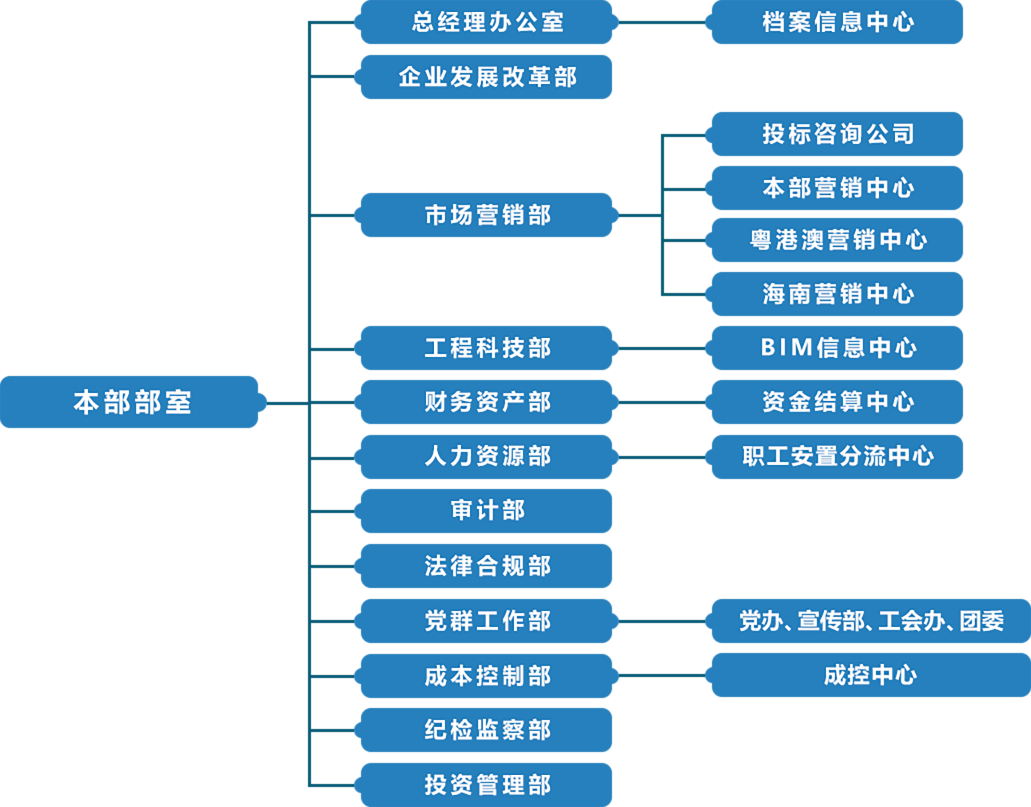 总经理办公室
档案信息中心
企业发展改革部
投标咨询公司
本部营销中心
市场营销部
粤港澳营销中心
海南营销中心
工程科技部
BIM信息中心
本部部室
财务资产部
资金结算中心
人力资源部
职工安置分流中心
审计部
法律合规部
党群工作部
党办、宣传部、工会办、团委
成本控制部
成控中心
纪检监察部
投资管理部